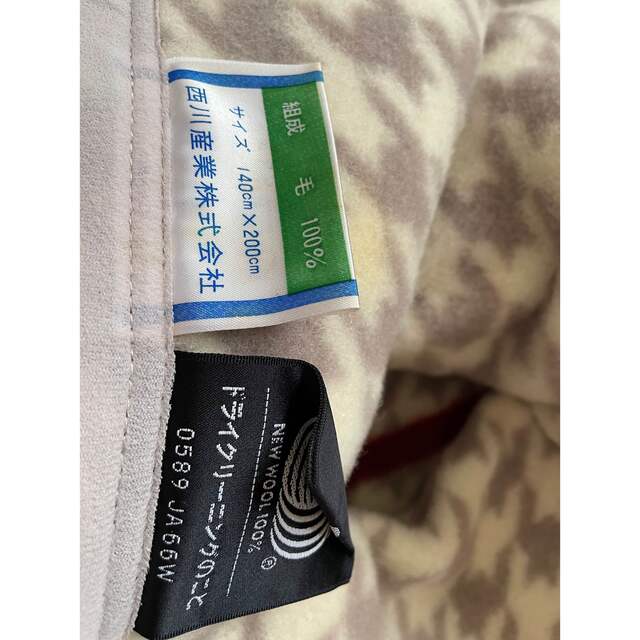 組成 毛 100%
サイズ 140cm×200cm
西川産業株式会社
NEW WOOL 100%
®
ドライクリーニングのこと
0589 JA66W